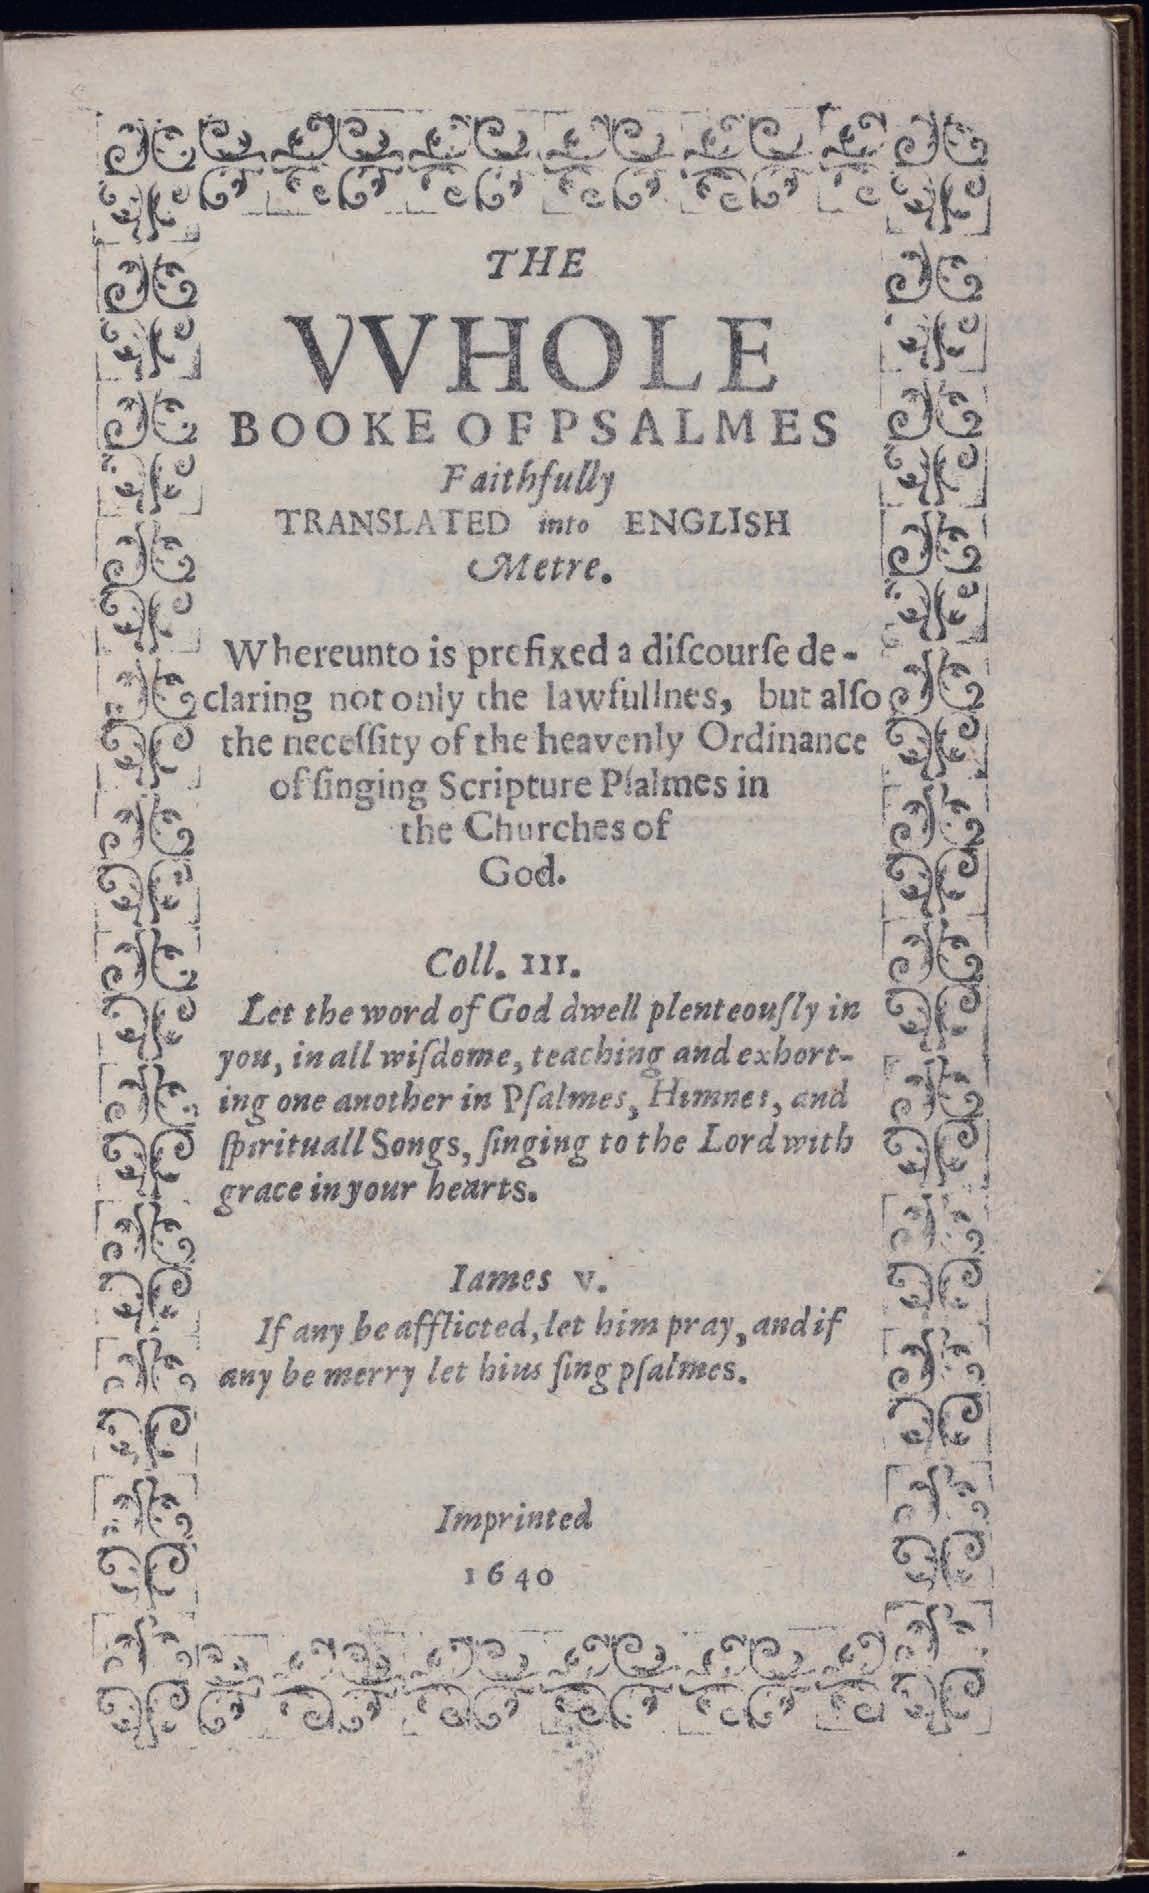 THE
VVHOLE
BOOKE OF PSALMES
Faithfully
TRANSLATED into ENGLISH
Metre.
Whereunto is prefixed a diſcourſe de-
claring not only the lawfullnes, but alſo
the neceſſity of the heavenly Ordinance
of ſinging Scripture Pſalmes in
the Churches of
God.
Coll. III.
Let the word of God dwell plenteouſly in
you, in all wiſdome, teaching and exhort-
ing one another in Pſalmes, Himnes, and
ſpirituall Songs, ſinging to the Lord with
grace in your hearts.
Iames V.
If any be afflicted, let him pray, and if
any be merry let him ſing pſalmes.
Imprinted
1640